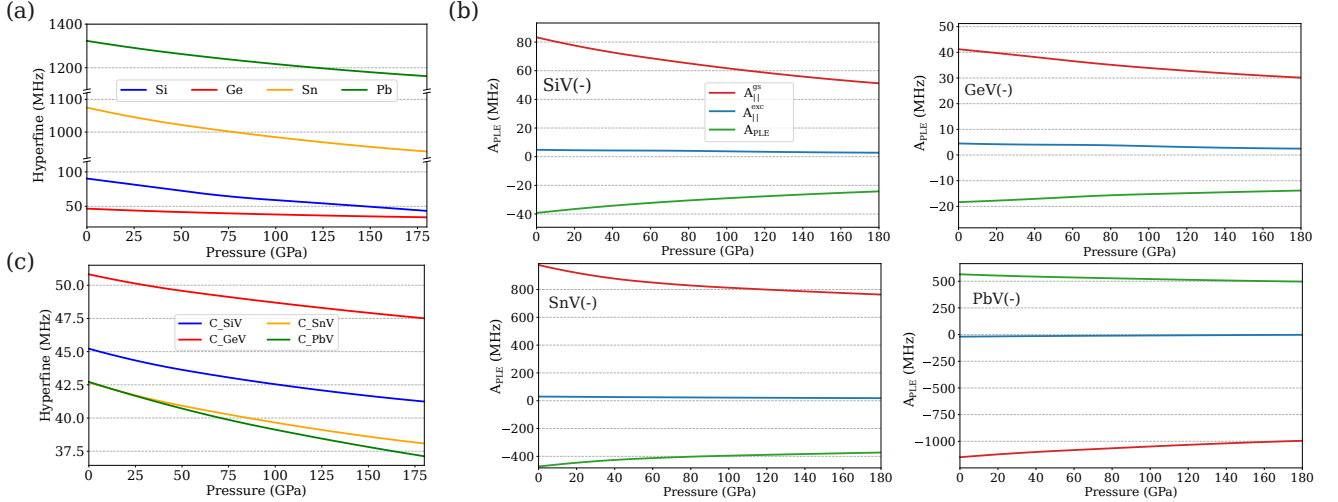 (a)
1400
1200
1100
1000
100
50
Hyperfine (MHz)
Si Ge Sn Pb
0 25 50 75 100 125 150 175
Pressure (GPa)
(b)
80
60
40
20
0
−20
−40
A_PLE (MHz)
SiV(-)
A_||^gs
A_||^exc
A_PLE
0 20 40 60 80 100 120 140 160 180
Pressure (GPa)
50
40
30
20
10
0
−10
−20
A_PLE (MHz)
GeV(-)
0 20 40 60 80 100 120 140 160 180
Pressure (GPa)
(c)
50.0
47.5
45.0
42.5
40.0
37.5
Hyperfine (MHz)
C_SiV C_SnV
C_GeV C_PbV
0 25 50 75 100 125 150 175
Pressure (GPa)
800
600
400
200
0
−200
−400
A_PLE (MHz)
SnV(-)
0 20 40 60 80 100 120 140 160 180
Pressure (GPa)
500
250
0
−250
−500
−750
−1000
A_PLE (MHz)
PbV(-)
0 20 40 60 80 100 120 140 160 180
Pressure (GPa)